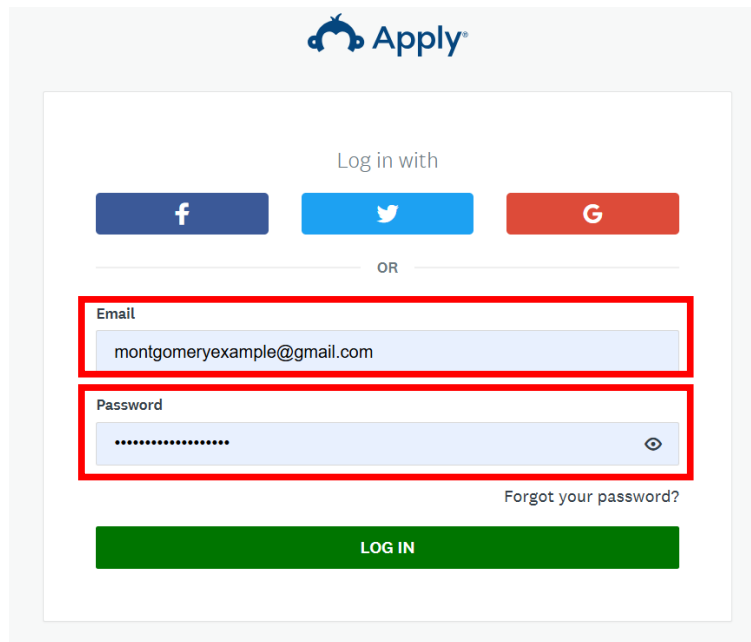 Apply®
Log in with
f
G
OR
Email
montgomeryexample@gmail.com
Password
•••••••••••••••••••
Forgot your password?
LOG IN